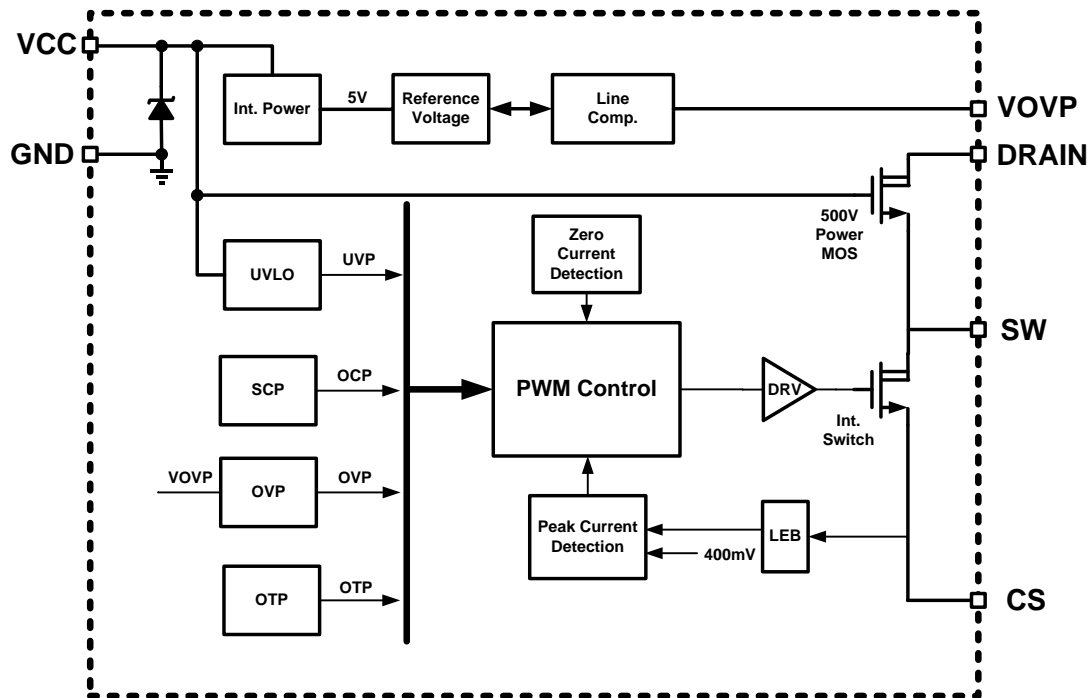 VCC
GND
Int. Power
5V
Reference
Voltage
Line
Comp.
VOVP
DRAIN
500V
Power
MOS
Zero
Current
Detection
UVLO
UVP
SW
SCP
OCP
PWM Control
DRV
Int.
Switch
VOVP
OVP
OVP
Peak Current
Detection
LEB
400mV
OTP
OTP
CS